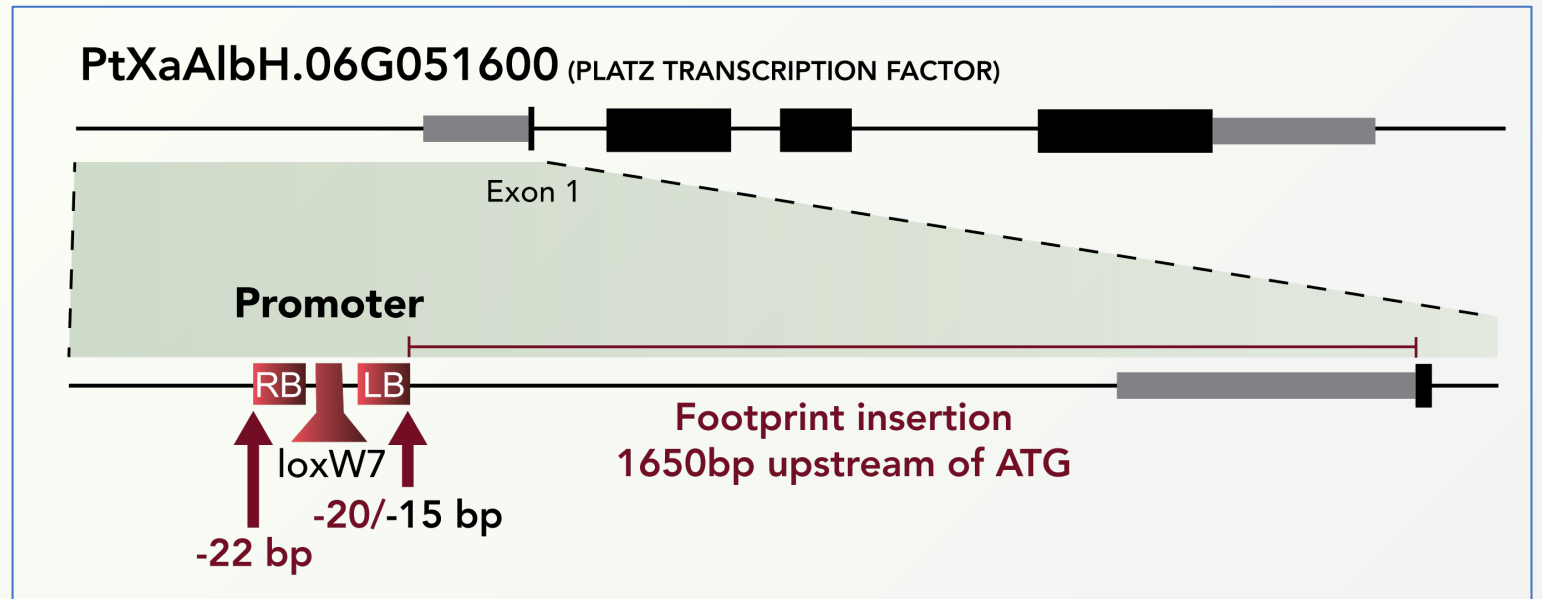 PtXaAlbH.06G051600 (PLATZ TRANSCRIPTION FACTOR)
Exon 1
Promoter
RB LB
Footprint insertion
loxW7
1650bp upstream of ATG
-20/-15 bp
-22 bp